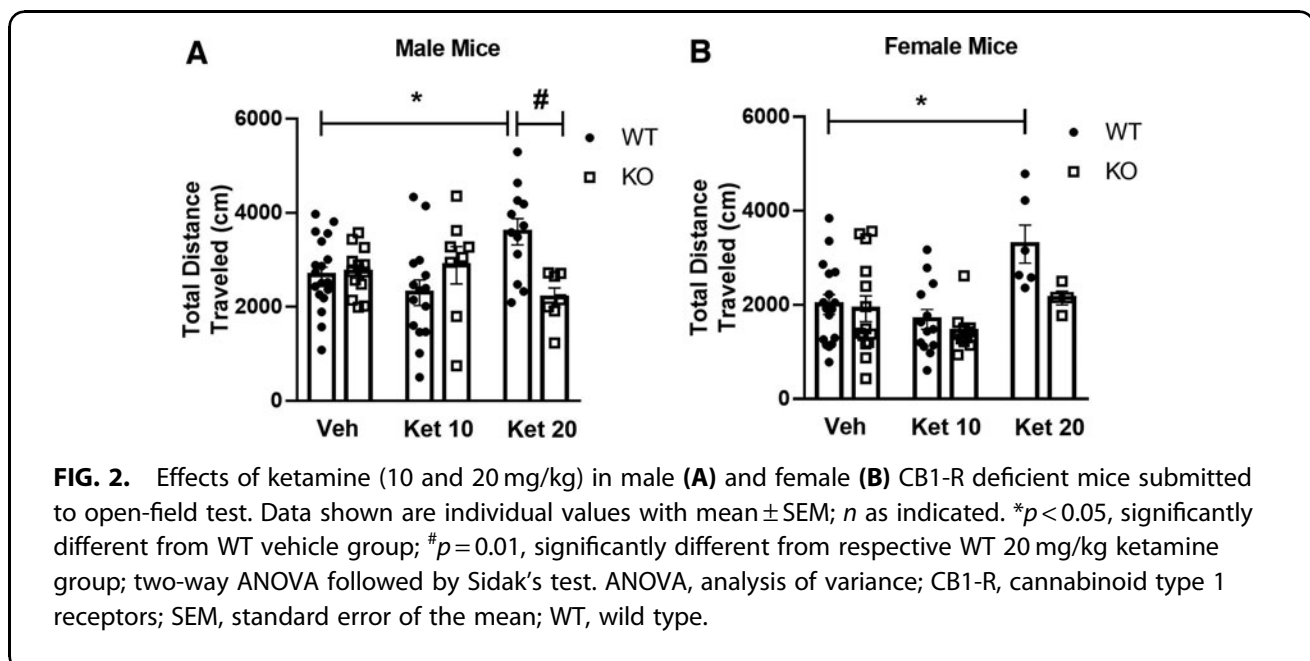 A
Male Mice
*
#
6000
4000
2000
0
Total Distance
Traveled (cm)
WT
KO
Veh
Ket 10
Ket 20
B
Female Mice
*
6000
4000
2000
0
Total Distance
Traveled (cm)
WT
KO
Veh
Ket 10
Ket 20
FIG. 2. Effects of ketamine (10 and 20 mg/kg) in male (A) and female (B) CB1-R deficient mice submitted
to open-field test. Data shown are individual values with mean ± SEM; n as indicated. *p < 0.05, significantly
different from WT vehicle group; #p = 0.01, significantly different from respective WT 20 mg/kg ketamine
group; two-way ANOVA followed by Sidak's test. ANOVA, analysis of variance; CB1-R, cannabinoid type 1
receptors; SEM, standard error of the mean; WT, wild type.